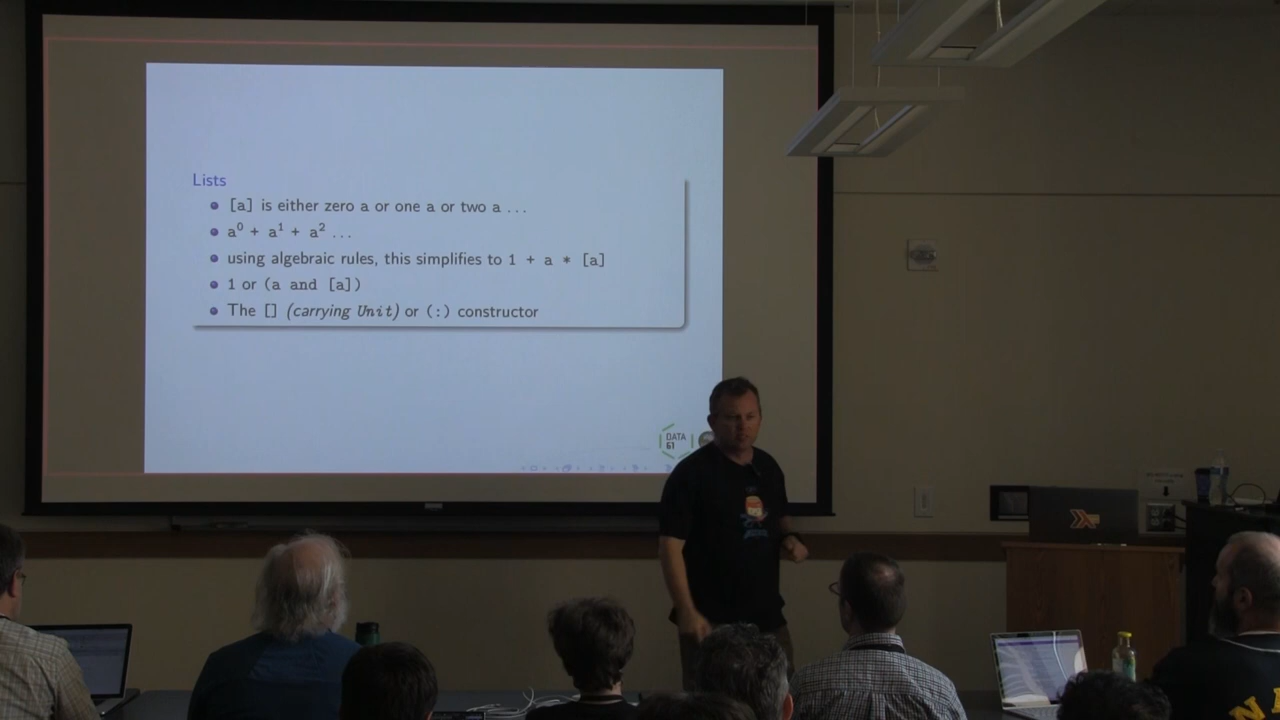 Lists
[a] is either zero a or one a or two a ...
a⁰ + a¹ + a² ...
using algebraic rules, this simplifies to 1 + a * [a]
1 or (a and [a])
The [] (carrying Unit) or (:) constructor
DATA
61